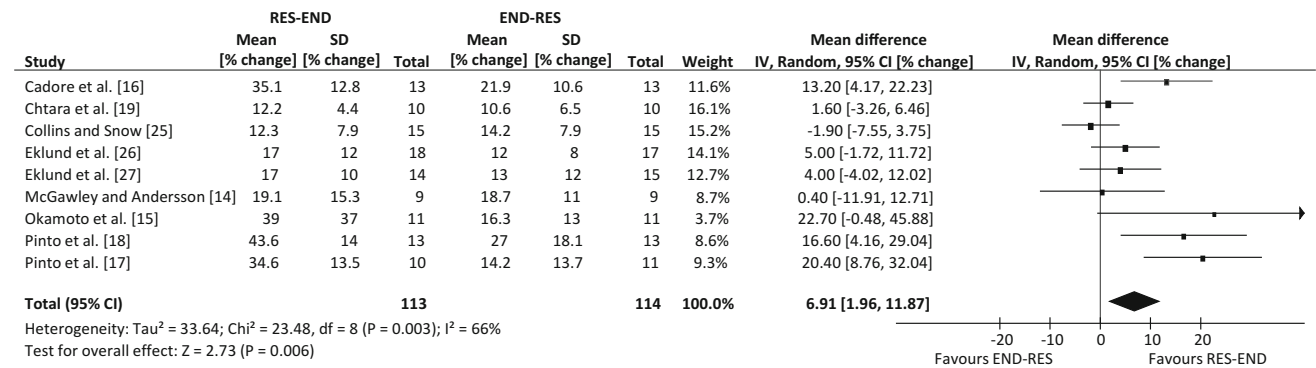 RES-END END-RES
Mean SD Mean SD Mean difference Mean difference
Study [% change] [% change] Total [% change] [% change] Total Weight IV, Random, 95% CI [% change] IV, Random, 95% CI [% change]
Cadore et al. [16] 35.1 12.8 13 21.9 10.6 13 11.6% 13.20 [4.17, 22.23]
Chtara et al. [19] 12.2 4.4 10 10.6 6.5 10 16.2% 1.60 [-3.26, 6.46]
Collins and Snow [25] 12.3 7.9 15 14.2 7.9 15 15.2% -1.90 [-7.55, 3.75]
Eklund et al. [26] 17 12 18 12 8 17 14.1% 5.00 [-1.72, 11.72]
Eklund et al. [27] 17 10 14 13 12 15 12.7% 4.00 [-4.02, 12.02]
McGawley and Andersson [14] 19.1 15.3 9 18.7 11 9 8.7% 0.40 [-11.91, 12.71]
Okamoto et al. [15] 39 37 11 16.3 13 11 3.7% 22.70 [-0.48, 45.88]
Pinto et al. [18] 43.6 14 13 27 18.1 13 8.6% 16.60 [4.16, 29.04]
Pinto et al. [17] 34.6 13.5 10 14.2 13.7 11 9.3% 20.40 [8.76, 32.04]
Total (95% CI) 113 114 100.0% 6.91 [1.96, 11.87]
Heterogeneity: Tau² = 33.64; Chi² = 23.48, df = 8 (P = 0.003); I² = 66%
Test for overall effect: Z = 2.73 (P = 0.006)
-20 -10 0 10 20
Favours END-RES Favours RES-END